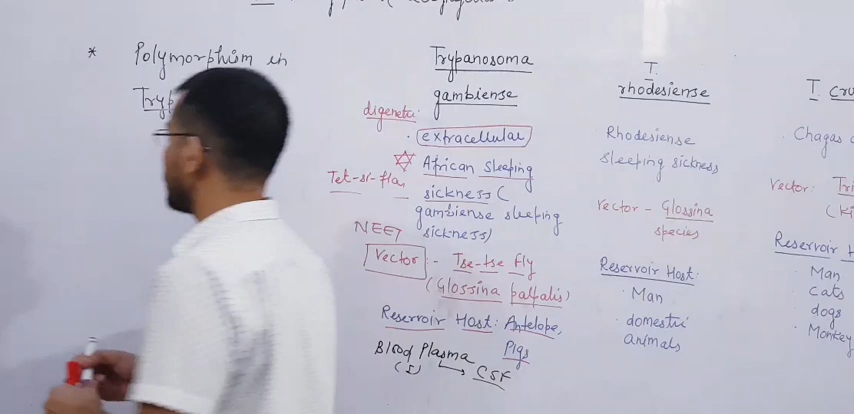 * Polymorphism in
Tryp
Trypanosoma
gambiense
digenetic
· extracellular
African sleeping
sickness (
gambiense sleeping
sickness)
Tet-si-flai
NEET
Vector :- Tse-tse fly
(Glossina palpalis)
Reservoir Host: Antelope,
Pigs
Blood Plasma
(I) → CSF
T.
rhodesiense
Rhodesiense
sleeping sickness
Vector - Glossina
species
Reservoir Host:
· Man
· domestic
animals
T. cru
Chagas
Vector: Tri
(Ki
Reservoir H
· Man
· Cats
· dogs
· Monkey